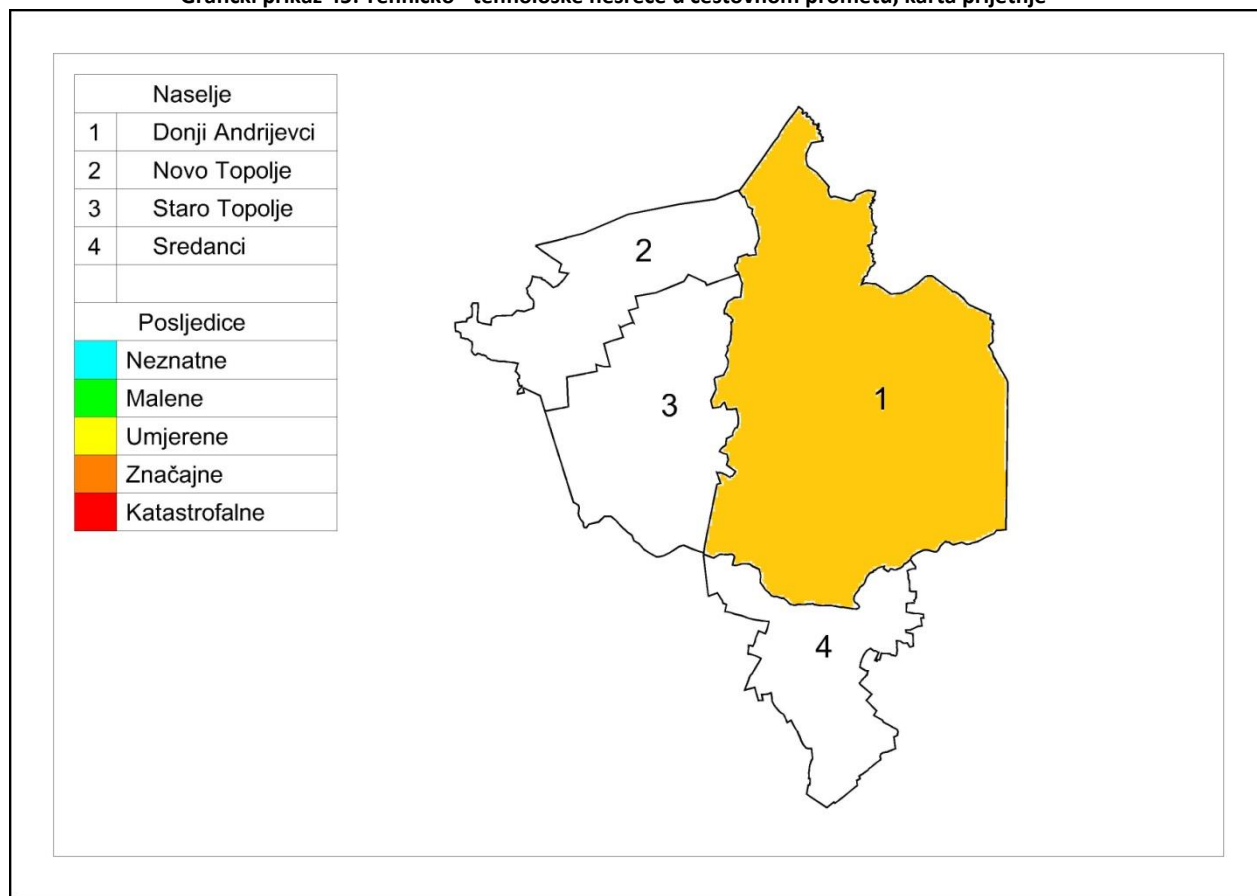 Grafički prikaz 45: Tehničko - tehnološke nesreće u cestovnom prometu, karta prijetnje
Naselje
1 Donji Andrijevci
2 Novo Topolje
3 Staro Topolje
4 Sredanci
Posljedice
Neznatne
Malene
Umjerene
Značajne
Katastrofalne
2
3
1
4